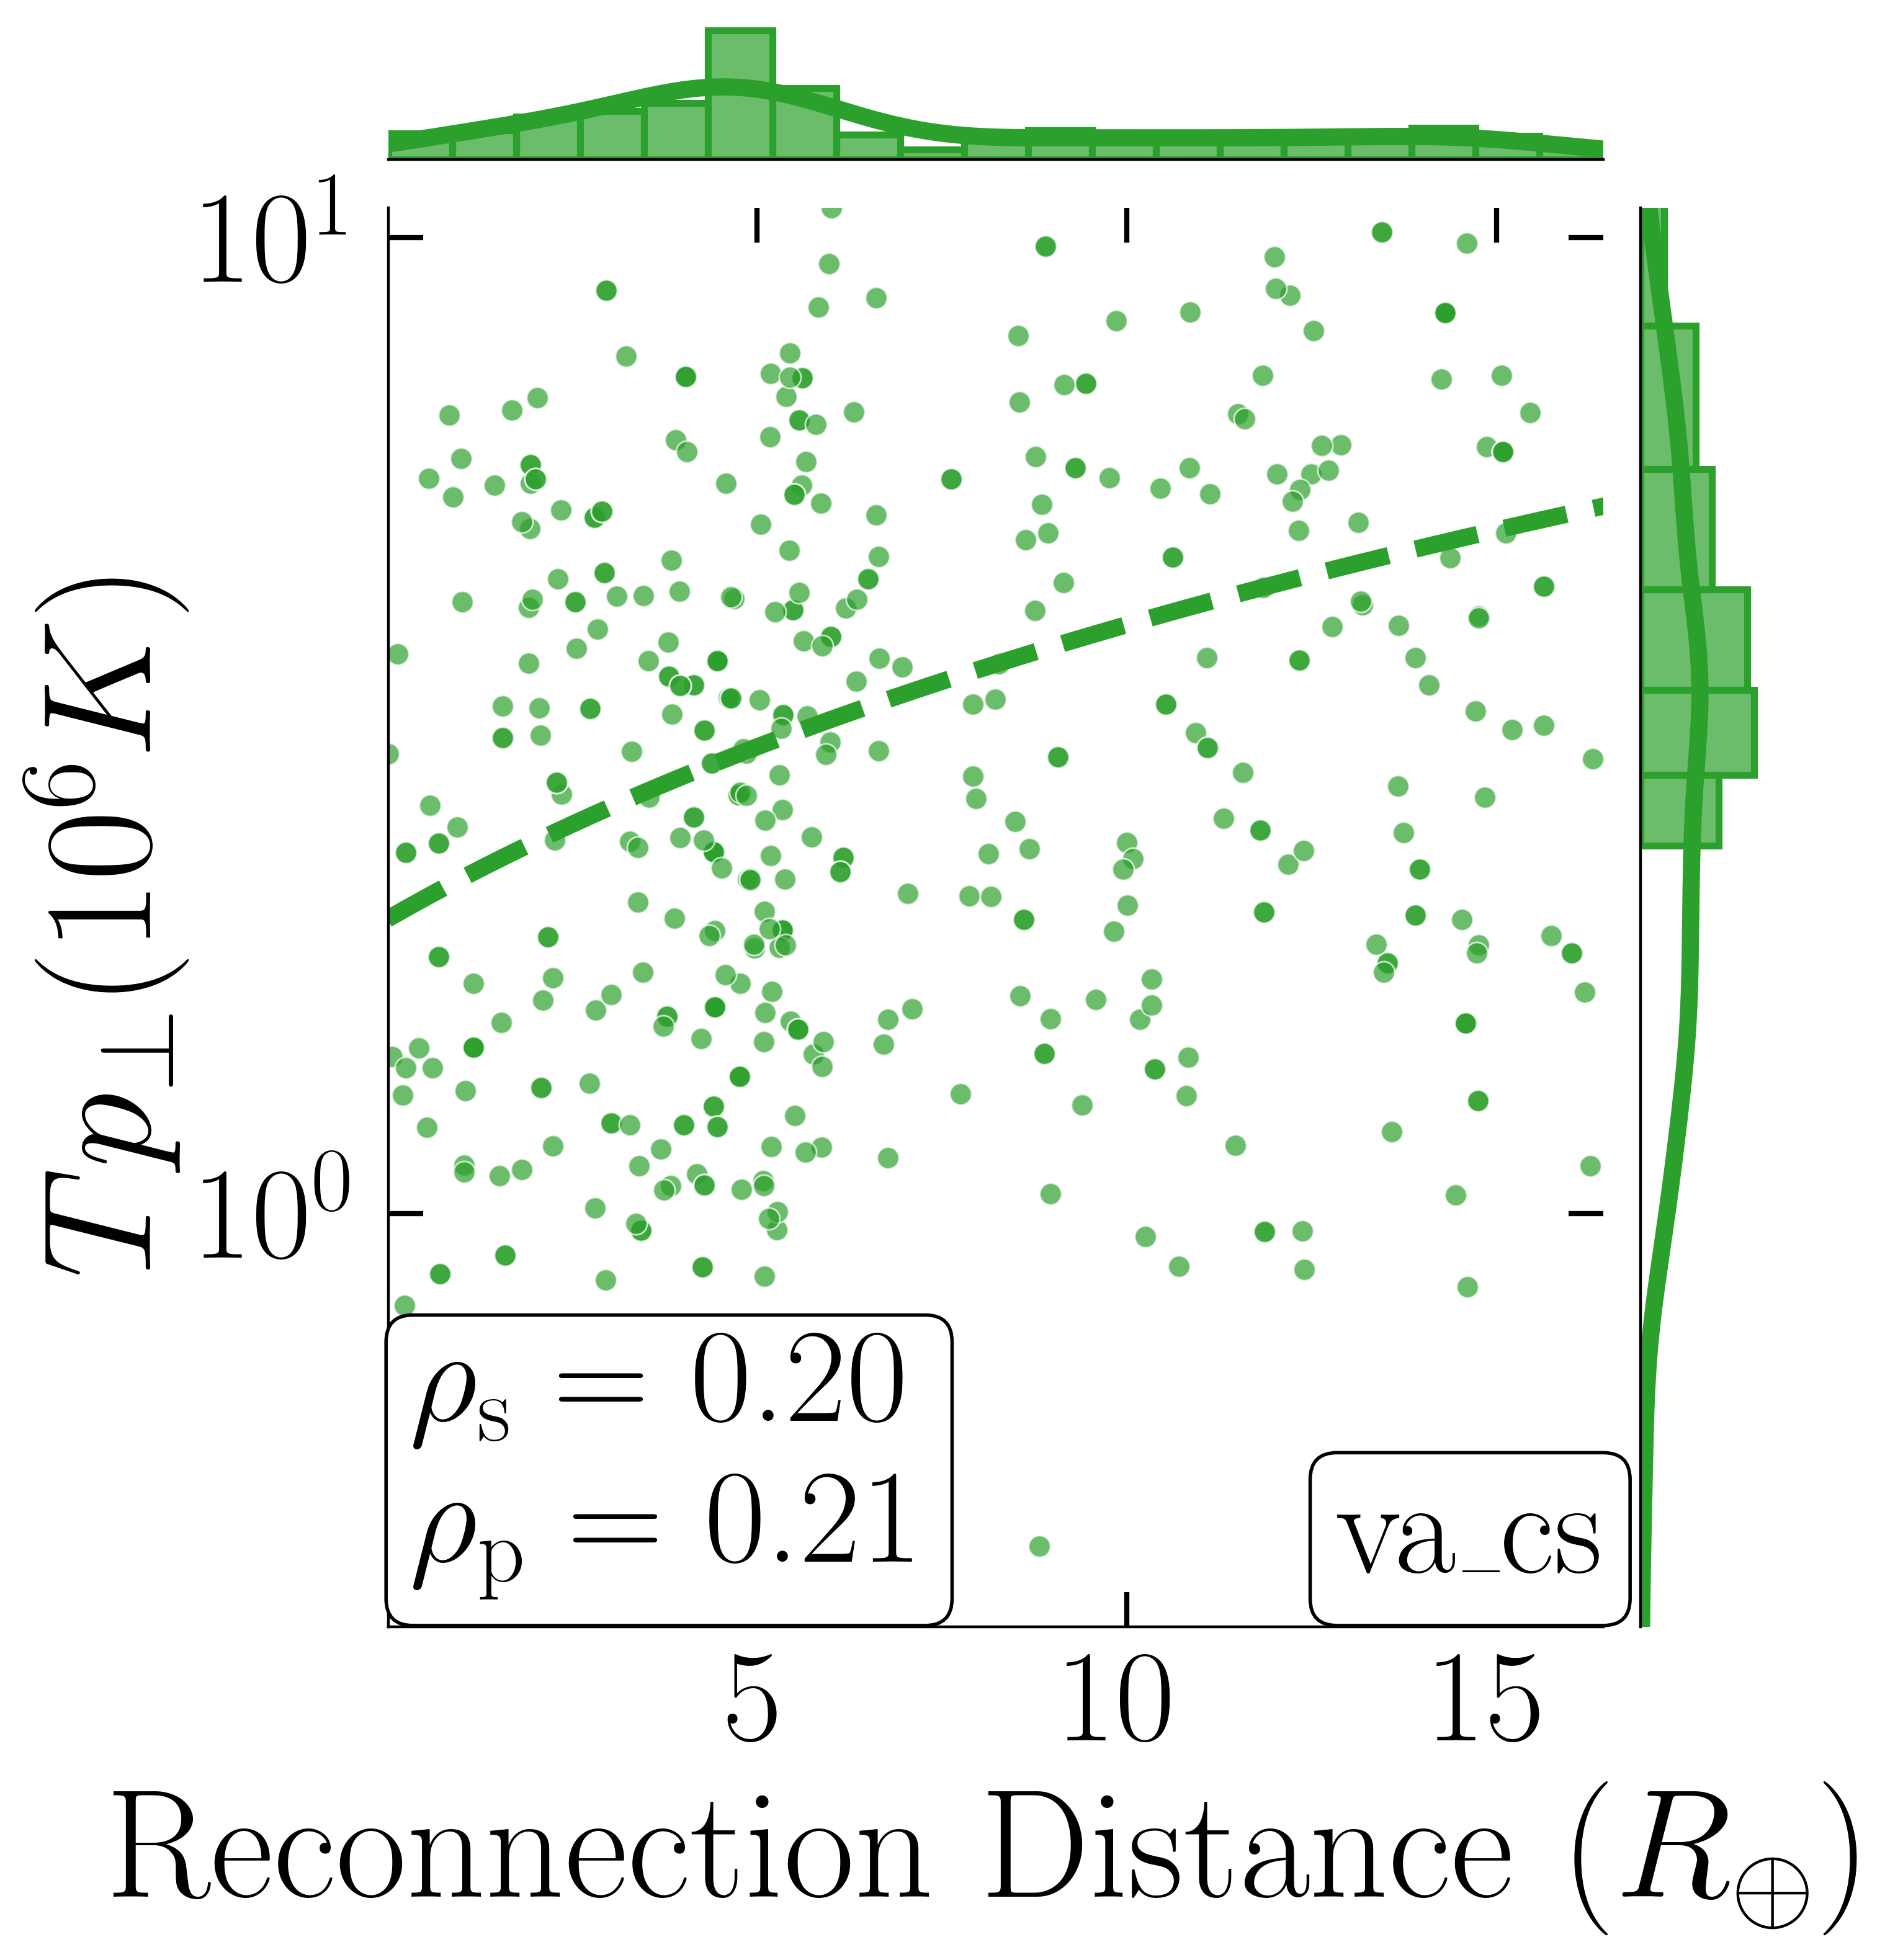 10¹
10⁰
Tp⊥(10⁶K)
ρₛ = 0.20
ρₚ = 0.21
va_cs
5 10 15
Reconnection Distance (R⊕)